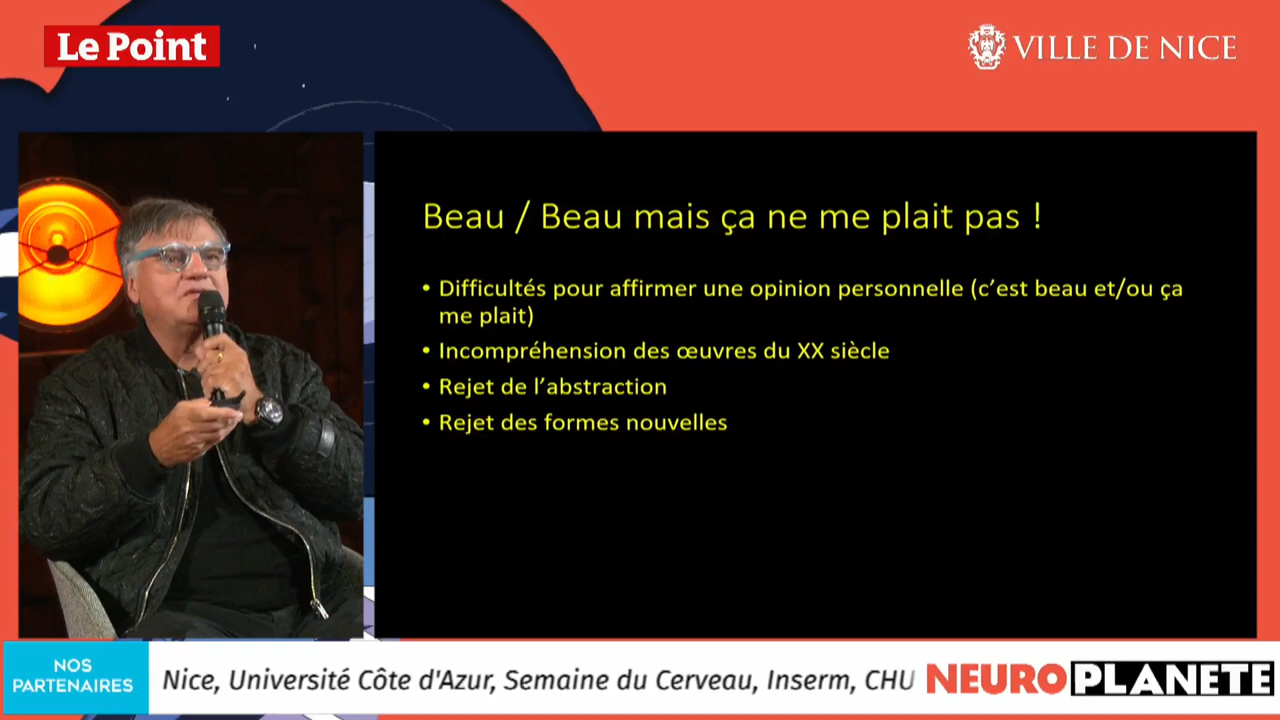 Le Point
VILLE DE NICE
Beau / Beau mais ça ne me plait pas !
• Difficultés pour affirmer une opinion personnelle (c’est beau et/ou ça
me plait)
• Incompréhension des œuvres du XX siècle
• Rejet de l’abstraction
• Rejet des formes nouvelles
NOS
PARTENAIRES
Nice, Université Côte d'Azur, Semaine du Cerveau, Inserm, CHU
NEUROPLANETE